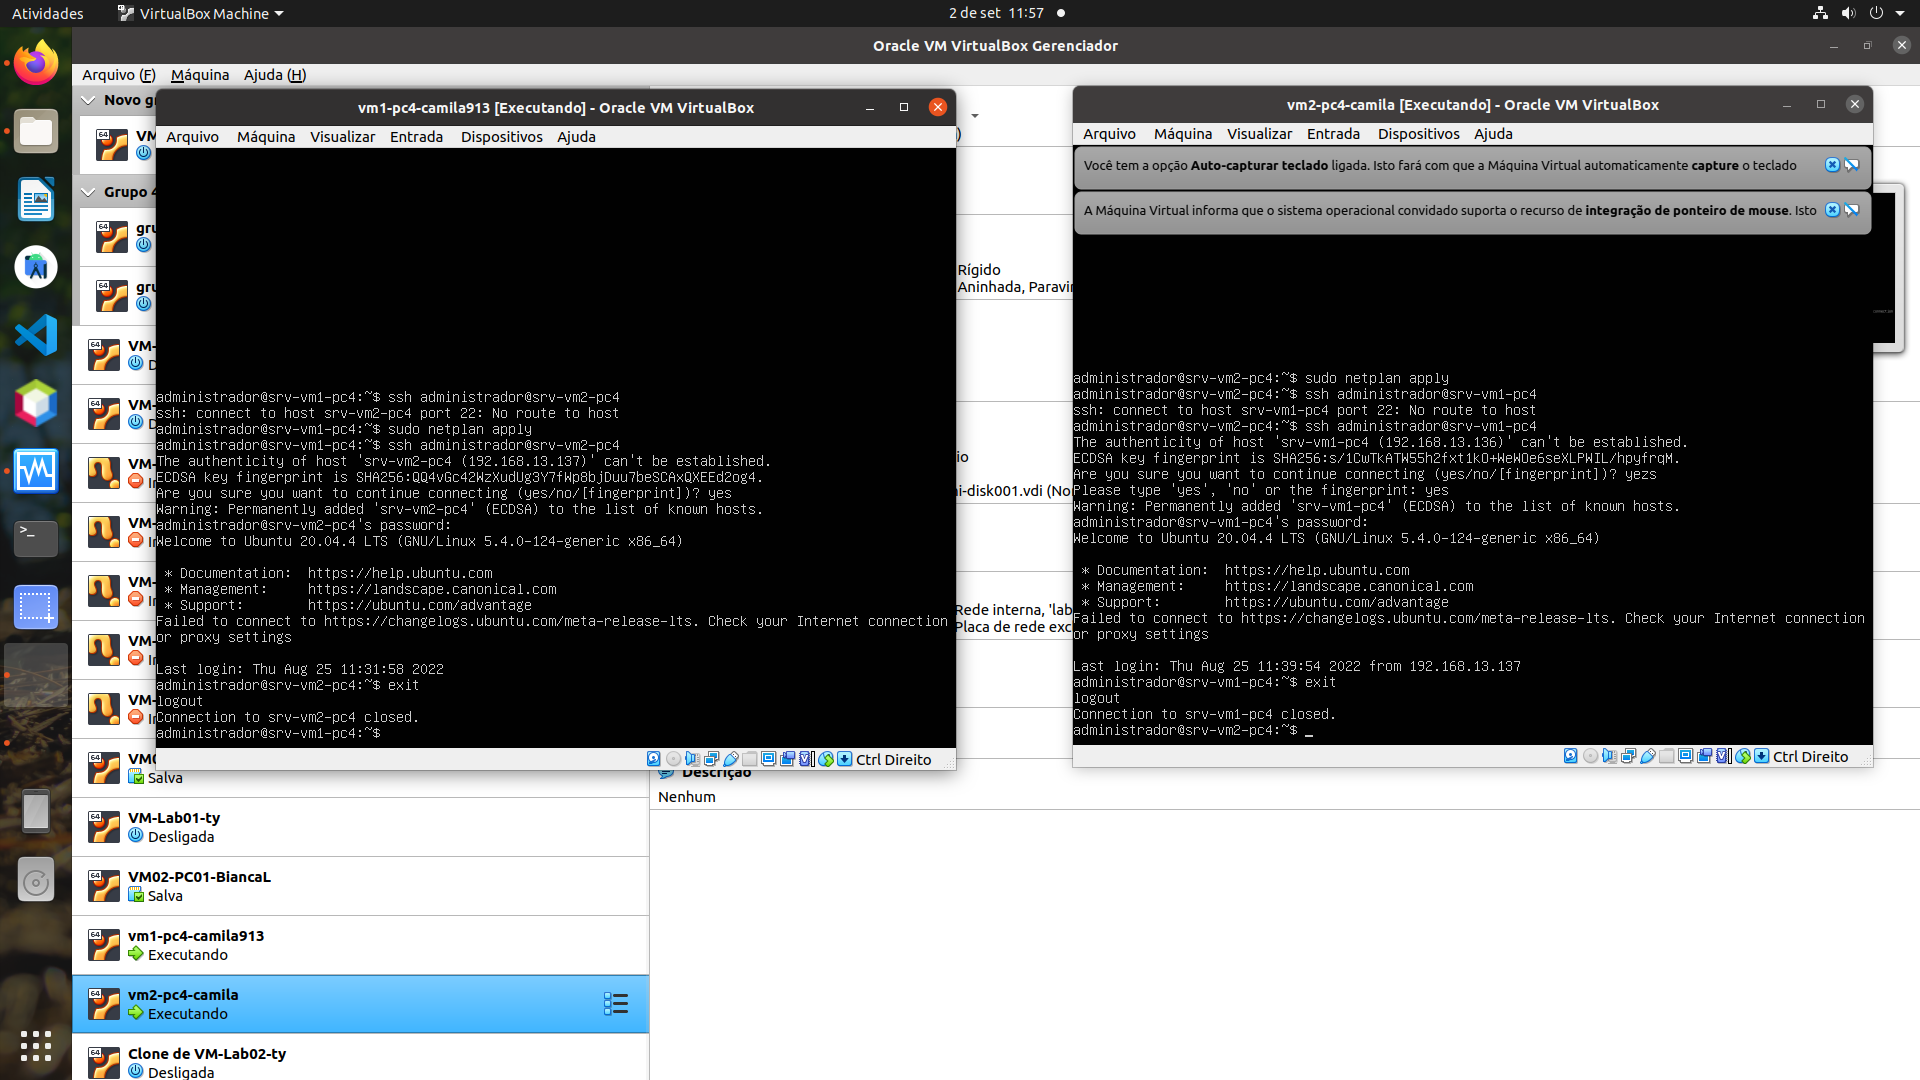 Atividades
VirtualBox Machine
2 de set 11:57
Oracle VM VirtualBox Gerenciador
Arquivo (F) Máquina Ajuda (H)
Novo
Grupo
VM-Lab01-ty
Desligada
VM02-PC01-BiancaL
Salva
vm1-pc4-camila913
Executando
vm2-pc4-camila
Executando
Clone de VM-Lab02-ty
Desligada
Salva
Rígido
Rede interna, 'lab
Placa de rede exc
Descrição
Nenhum
vm1-pc4-camila913 [Executando] - Oracle VM VirtualBox
Arquivo Máquina Visualizar Entrada Dispositivos Ajuda
administrador@srv-vm1-pc4:~$ ssh administrador@srv-vm2-pc4
ssh: connect to host srv-vm2-pc4 port 22: No route to host
administrador@srv-vm1-pc4:~$ sudo netplan apply
administrador@srv-vm1-pc4:~$ ssh administrador@srv-vm2-pc4
The authenticity of host 'srv-vm2-pc4 (192.168.13.137)' can't be established.
ECDSA key fingerprint is SHA256:QQ4vGc42WzXudUg3Y7fWp8bjDuu7beSCAxQXEEd2og4.
Are you sure you want to continue connecting (yes/no/[fingerprint])? yes
Warning: Permanently added 'srv-vm2-pc4' (ECDSA) to the list of known hosts.
administrador@srv-vm2-pc4's password:
Welcome to Ubuntu 20.04.4 LTS (GNU/Linux 5.4.0-124-generic x86_64)
* Documentation: https://help.ubuntu.com
* Management: https://landscape.canonical.com
* Support: https://ubuntu.com/advantage
Failed to connect to https://changelogs.ubuntu.com/meta-release-lts. Check your Internet connection
or proxy settings
Last login: Thu Aug 25 11:31:58 2022
administrador@srv-vm2-pc4:~$ exit
logout
Connection to srv-vm2-pc4 closed.
administrador@srv-vm1-pc4:~$
Ctrl Direito
vm2-pc4-camila [Executando] - Oracle VM VirtualBox
Arquivo Máquina Visualizar Entrada Dispositivos Ajuda
Você tem a opção Auto-capturar teclado ligada. Isto fará com que a Máquina Virtual automaticamente capture o teclado
A Máquina Virtual informa que o sistema operacional convidado suporta o recurso de integração de ponteiro de mouse. Isto
administrador@srv-vm2-pc4:~$ sudo netplan apply
administrador@srv-vm2-pc4:~$ ssh administrador@srv-vm1-pc4
ssh: connect to host srv-vm1-pc4 port 22: No route to host
administrador@srv-vm2-pc4:~$ ssh administrador@srv-vm1-pc4
The authenticity of host 'srv-vm1-pc4 (192.168.13.136)' can't be established.
ECDSA key fingerprint is SHA256:s/1CwTkATW55h2fxt1kO+WeWOe6seXLPWIL/hpyfrqM.
Are you sure you want to continue connecting (yes/no/[fingerprint])? yezs
Please type 'yes', 'no' or the fingerprint: yes
Warning: Permanently added 'srv-vm1-pc4' (ECDSA) to the list of known hosts.
administrador@srv-vm1-pc4's password:
Welcome to Ubuntu 20.04.4 LTS (GNU/Linux 5.4.0-124-generic x86_64)
* Documentation: https://help.ubuntu.com
* Management: https://landscape.canonical.com
* Support: https://ubuntu.com/advantage
Failed to connect to https://changelogs.ubuntu.com/meta-release-lts. Check your Internet connection
or proxy settings
Last login: Thu Aug 25 11:39:54 2022 from 192.168.13.137
administrador@srv-vm1-pc4:~$ exit
logout
Connection to srv-vm1-pc4 closed.
administrador@srv-vm2-pc4:~$ _
Ctrl Direito